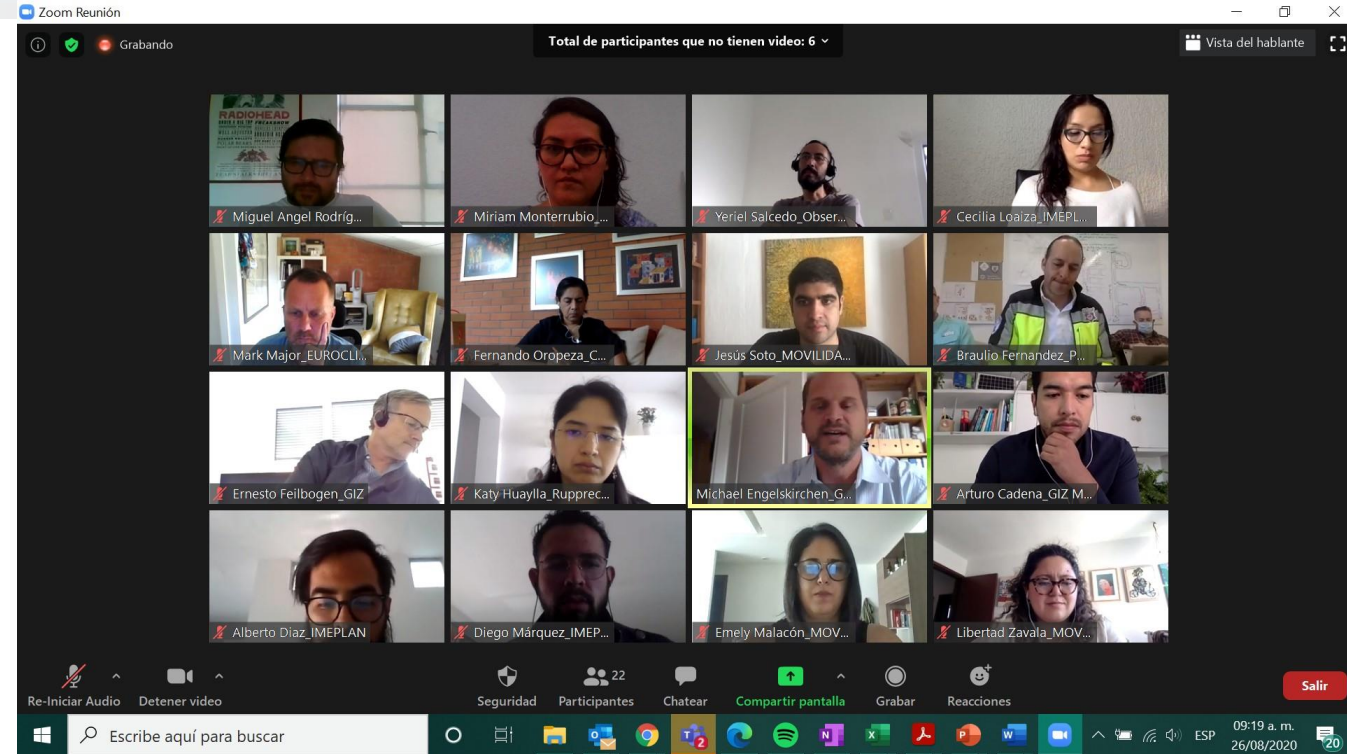 Zoom Reunión
Grabando
Total de participantes que no tienen video: 6
Vista del hablante
RADIOHEAD
Miguel Angel Rodríg...
Miriam Monterrubio_...
Yeriel Salcedo_Obser...
Cecilia Loaiza_IMEPL...
Mark Major_EUROCLI...
Fernando Oropeza_C...
Jesús Soto_MOVILIDA...
Braulio Fernandez_P...
Ernesto Feilbogen_GIZ
Katy Huaylla_Rupprec...
Michael Engelskirchen_G...
Arturo Cadena_GIZ M...
Alberto Díaz_IMEPLAN
Diego Márquez_IMEP...
Emely Malacón_MOV...
Libertad Zavala_MOV...
22
Re-Iniciar Audio Detener video Seguridad Participantes Chatear Compartir pantalla Grabar Reacciones
Salir
Escribe aquí para buscar
2
ESP
09:19 a. m.
26/08/2020
20